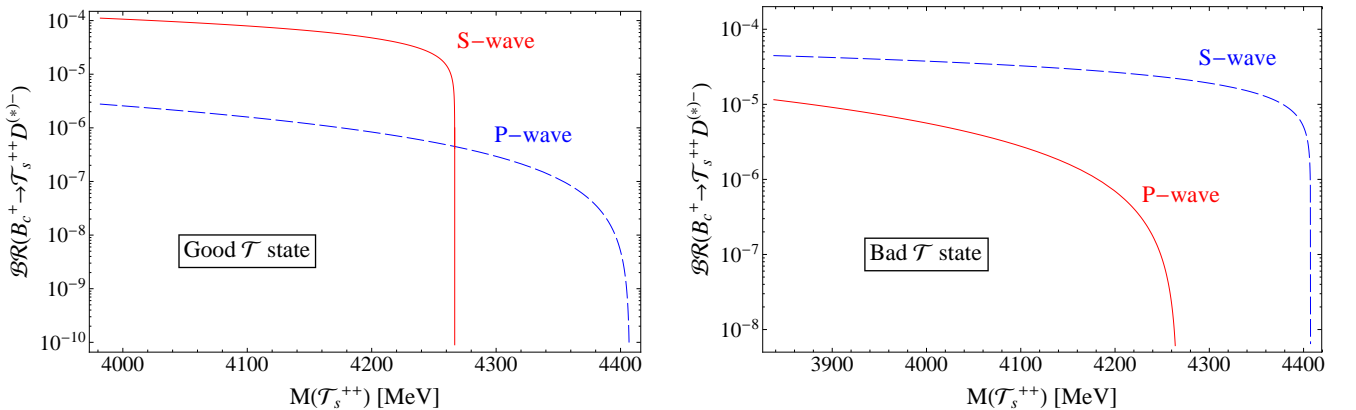 ℬℛ(B_c^+→𝒯_s^{++}D^{(*)-})
10^{-4}
10^{-5}
10^{-6}
10^{-7}
10^{-8}
10^{-9}
10^{-10}
S-wave
P-wave
Good 𝒯 state
4000 4100 4200 4300 4400
M(𝒯_s^{++}) [MeV]
ℬℛ(B_c^+→𝒯_s^{++}D^{(*)-})
10^{-4}
10^{-5}
10^{-6}
10^{-7}
10^{-8}
S-wave
P-wave
Bad 𝒯 state
3900 4000 4100 4200 4300 4400
M(𝒯_s^{++}) [MeV]